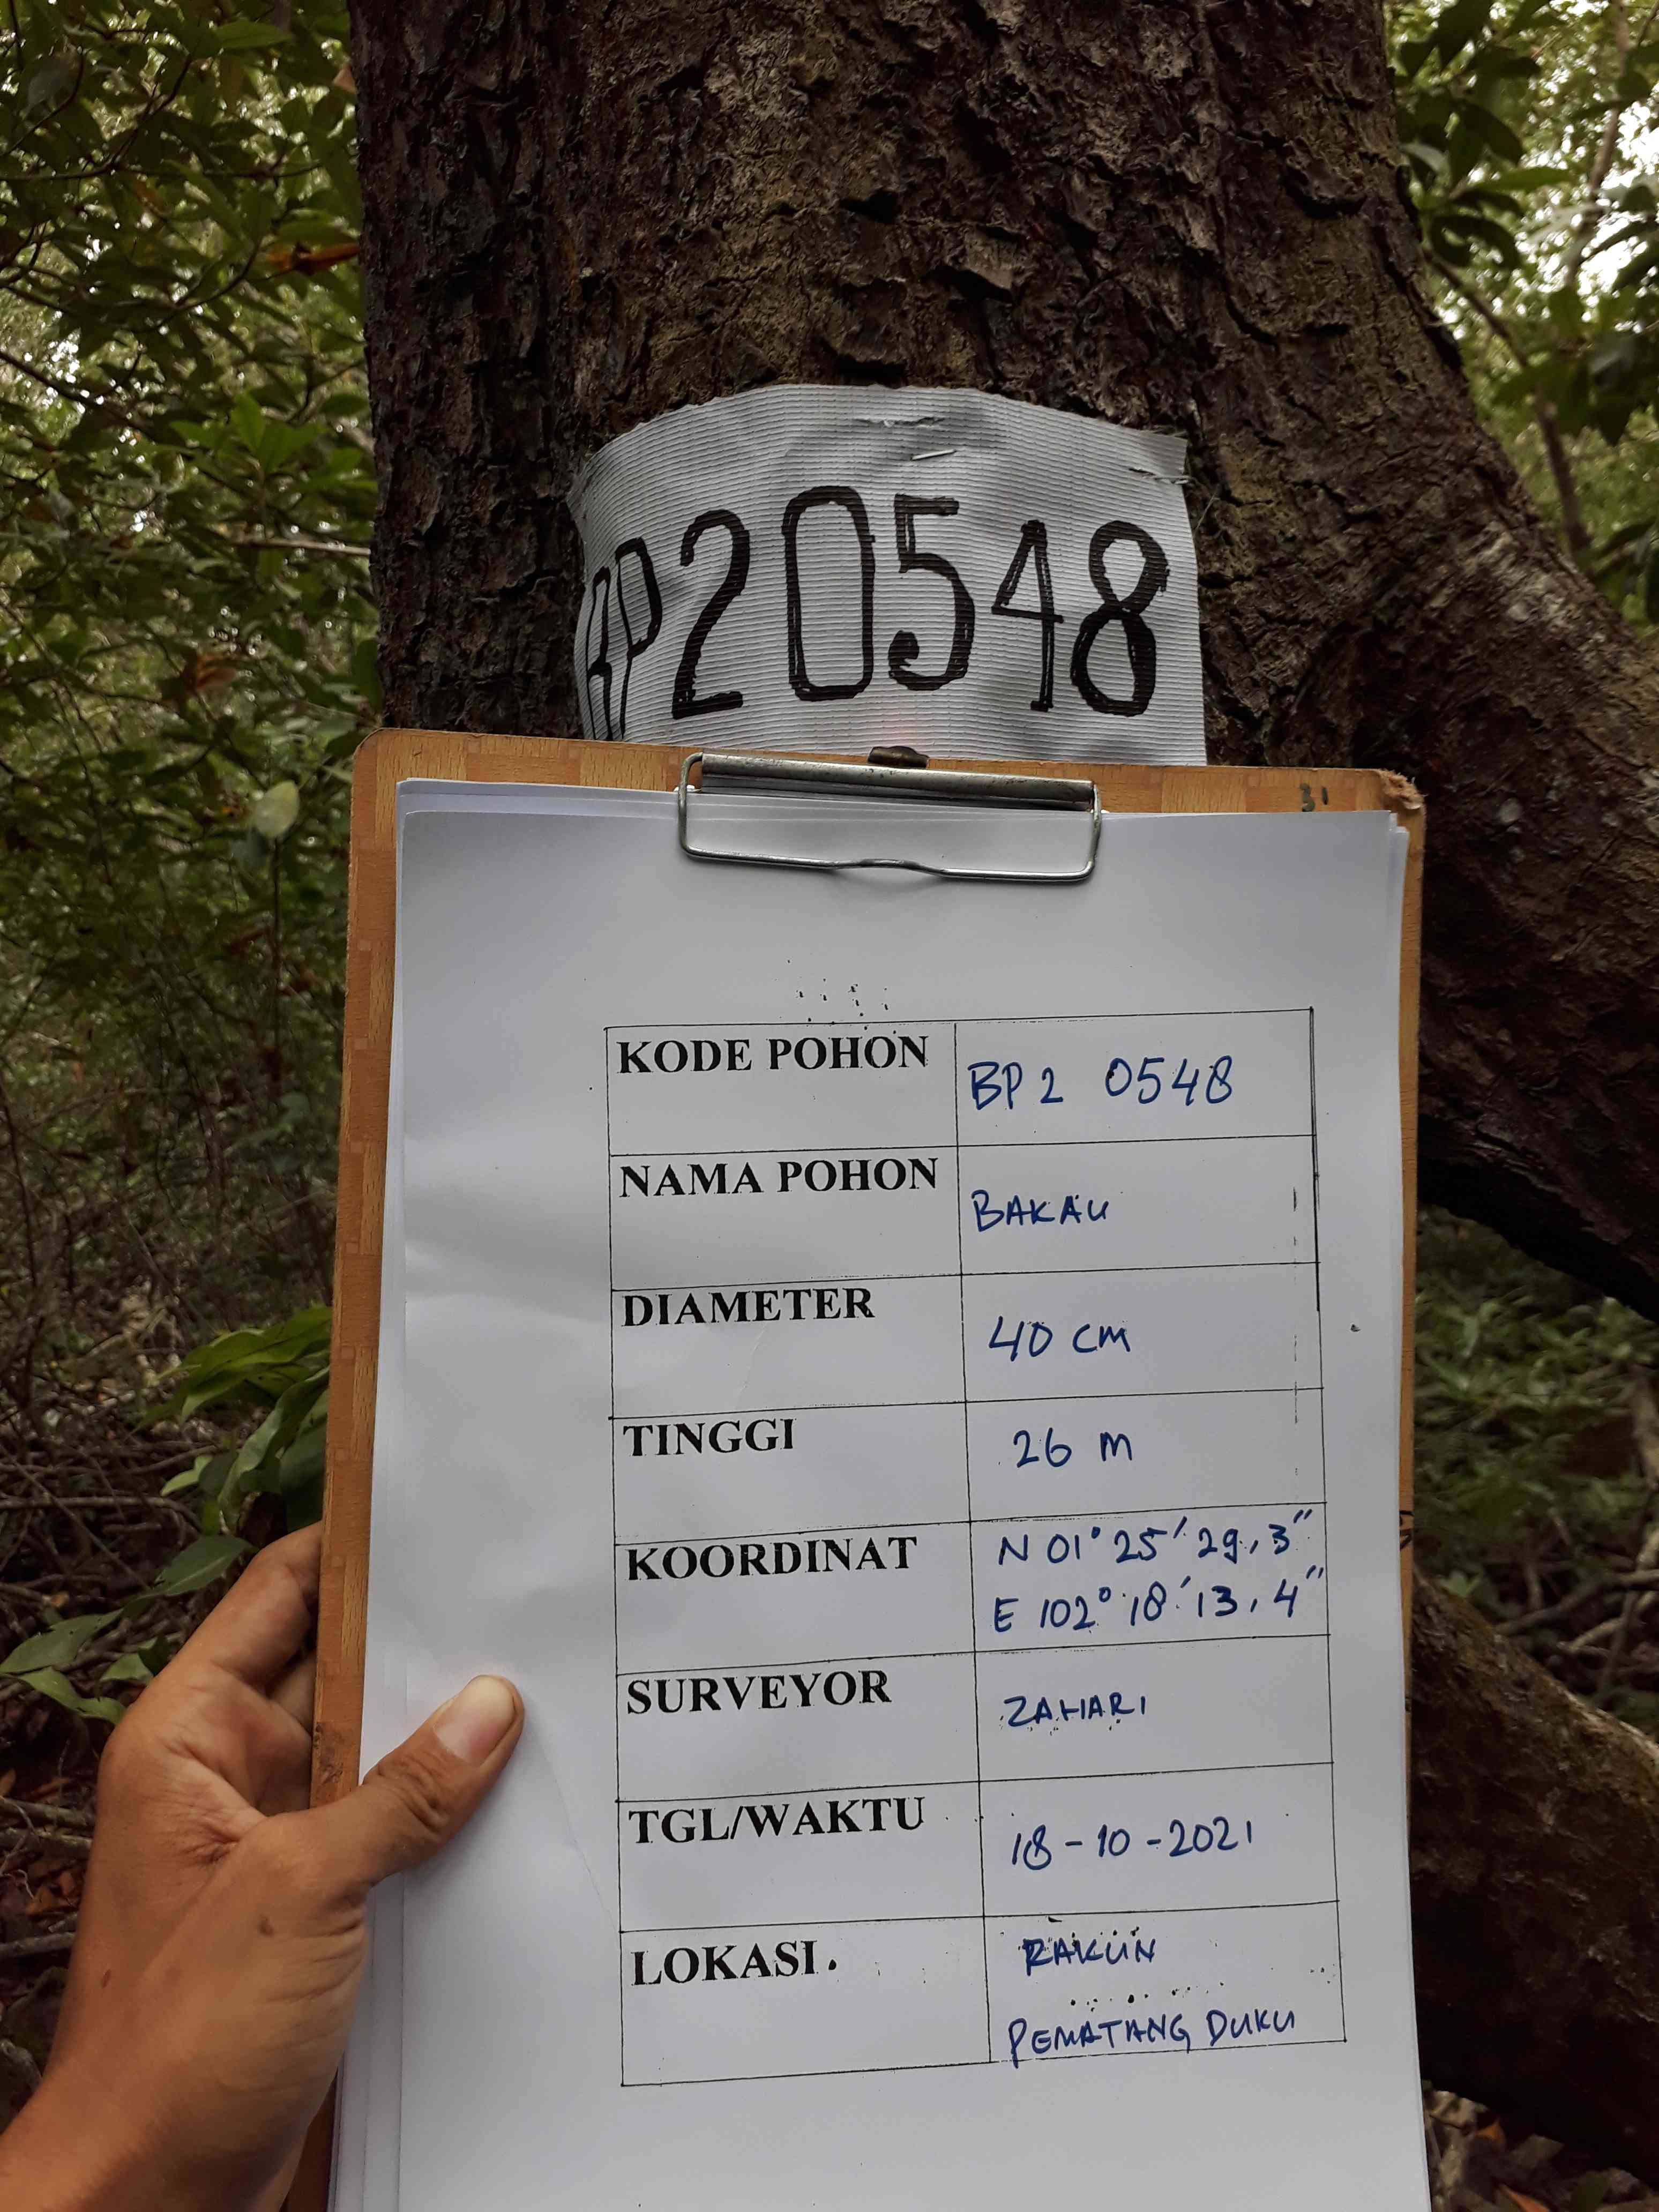 BP20548
KODE POHON BP2 0548
NAMA POHON BAKAU
DIAMETER 40 CM
TINGGI 26 M
KOORDINAT N 01° 25' 29,3"
E 102° 18' 13,4"
SURVEYOR ZAHARI
TGL/WAKTU 18-10-2021
LOKASI. RAKUN
PEMATANG DUKU